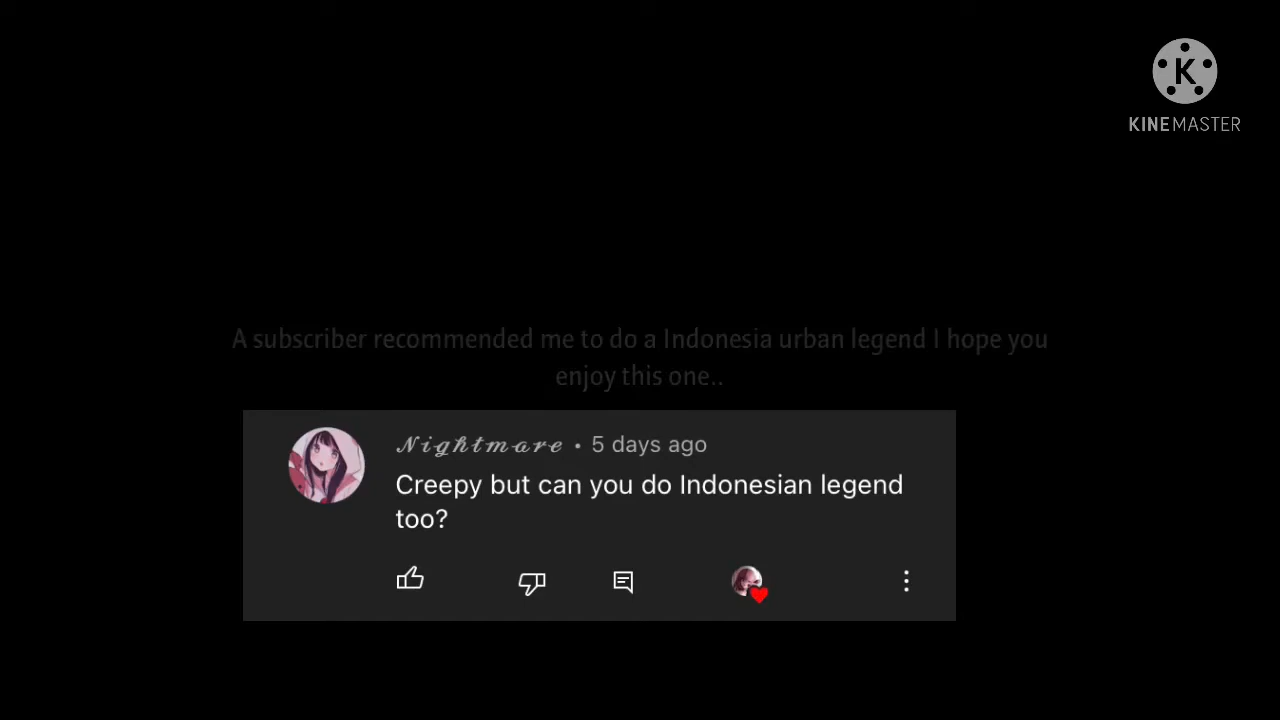 KINEMASTER
A subscriber recommended me to do a Indonesia urban legend I hope you
enjoy this one..
𝓝𝓲𝓰𝓱𝓽𝓶𝓪𝓻𝓮 • 5 days ago
Creepy but can you do Indonesian legend
too?